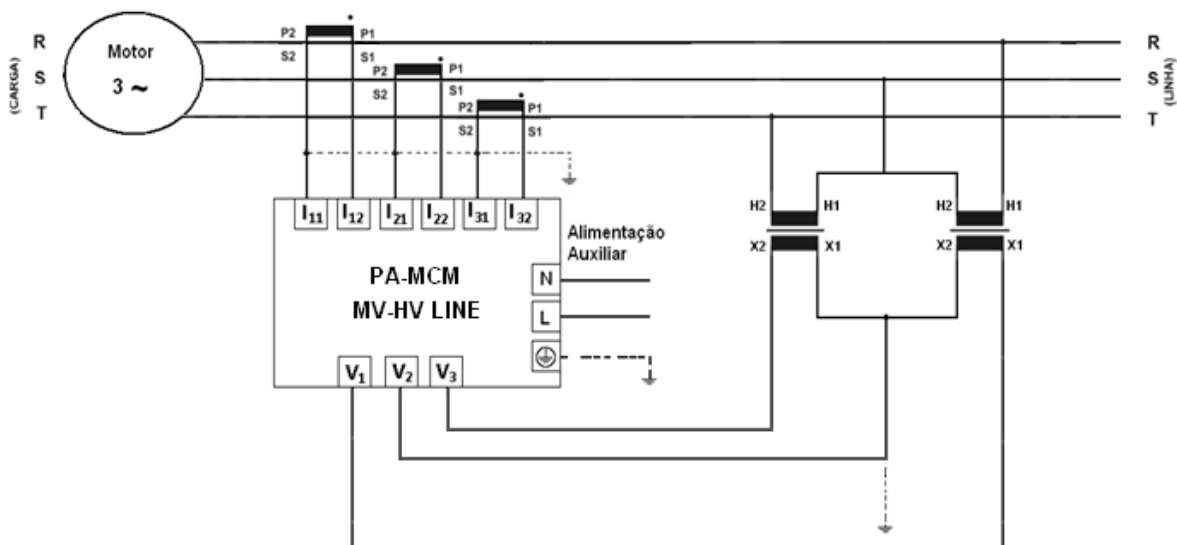 P2 P1
R R
S2 S1
Motor
3 ~
P2 P1
(CARGA) S S (LINHA)
S2 S1
P2 P1
T T
S2 S1
I11 I12 I21 I22 I31 I32
H2 H1 H2 H1
Alimentação
Auxiliar
X2 X1 X2 X1
PA-MCM
N
MV-HV LINE
L
V1 V2 V3